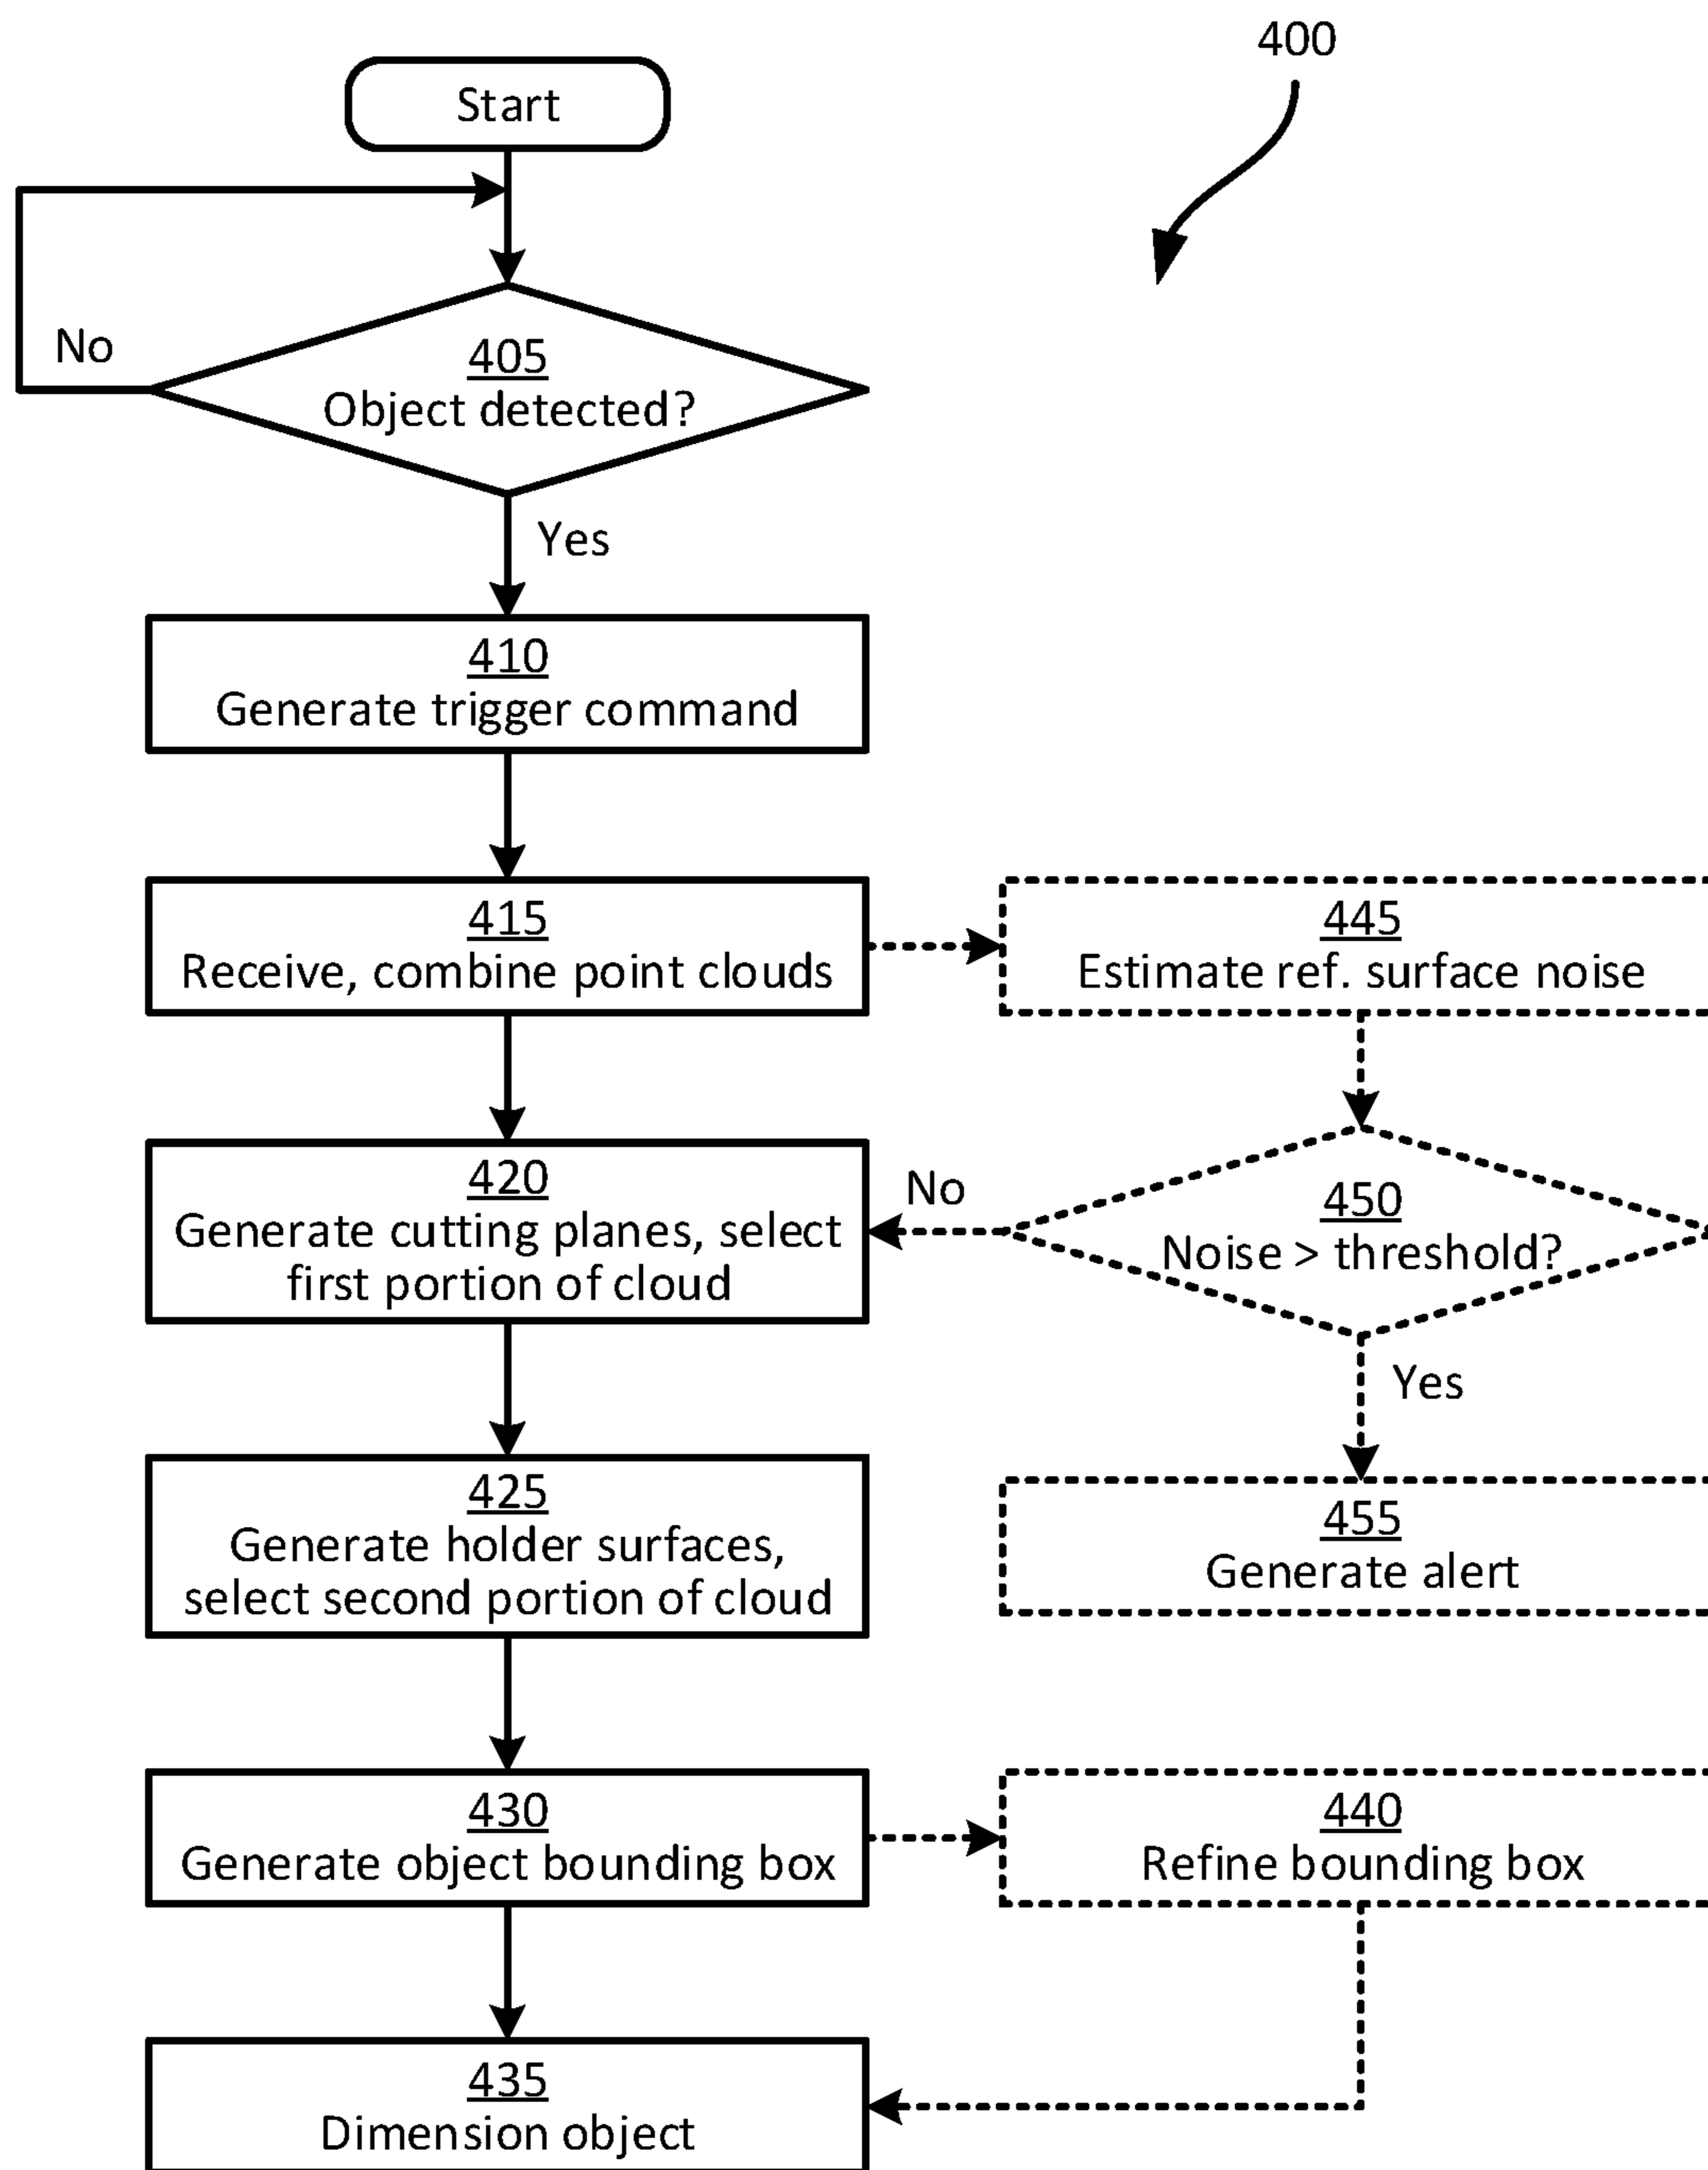 400
Start
No
405
Object detected?
Yes
410
Generate trigger command
415
Receive, combine point clouds
445
Estimate ref. surface noise
420
Generate cutting planes, select
first portion of cloud
No
450
Noise > threshold?
Yes
425
Generate holder surfaces,
select second portion of cloud
455
Generate alert
430
Generate object bounding box
440
Refine bounding box
435
Dimension object